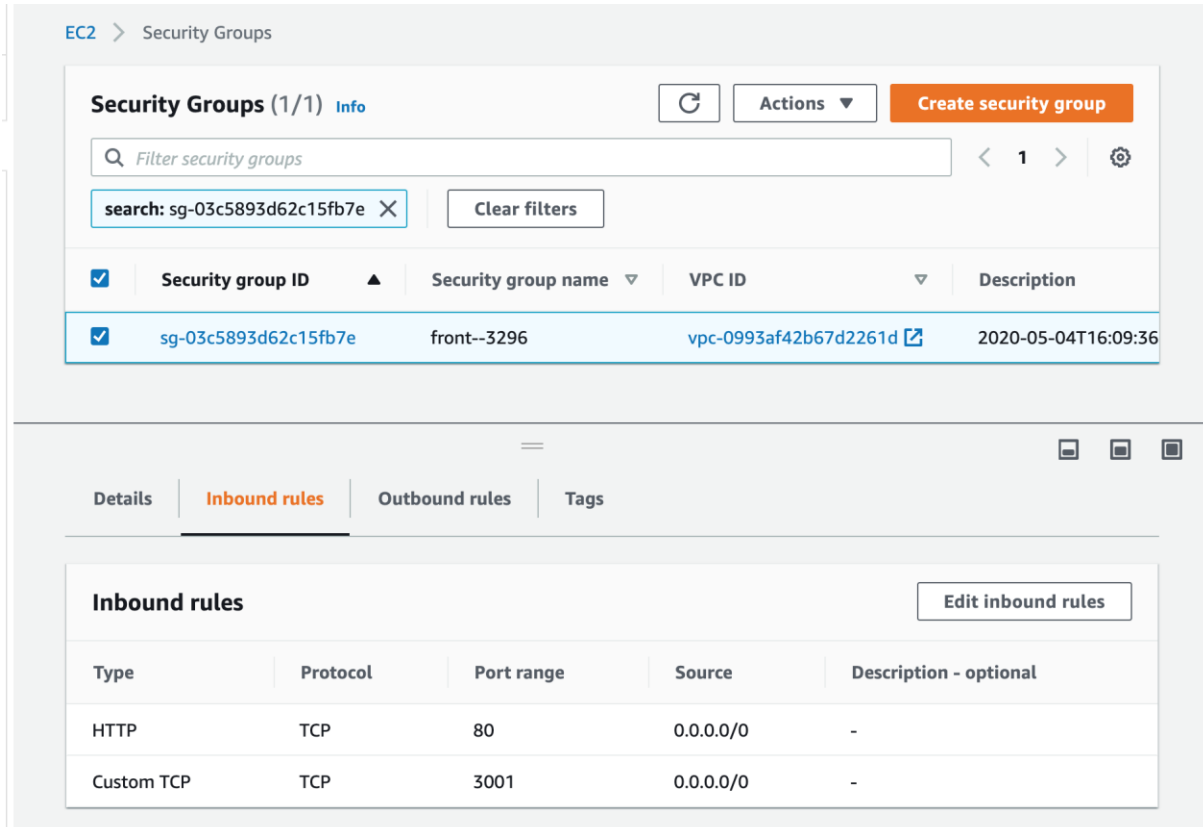 EC2 > Security Groups
Security Groups (1/1) Info Actions Create security group
Filter security groups 1
search: sg-03c5893d62c15fb7e Clear filters
Security group ID Security group name VPC ID Description
sg-03c5893d62c15fb7e front--3296 vpc-0993af42b67d2261d 2020-05-04T16:09:36
Details Inbound rules Outbound rules Tags
Inbound rules Edit inbound rules
Type Protocol Port range Source Description - optional
HTTP TCP 80 0.0.0.0/0 -
Custom TCP TCP 3001 0.0.0.0/0 -